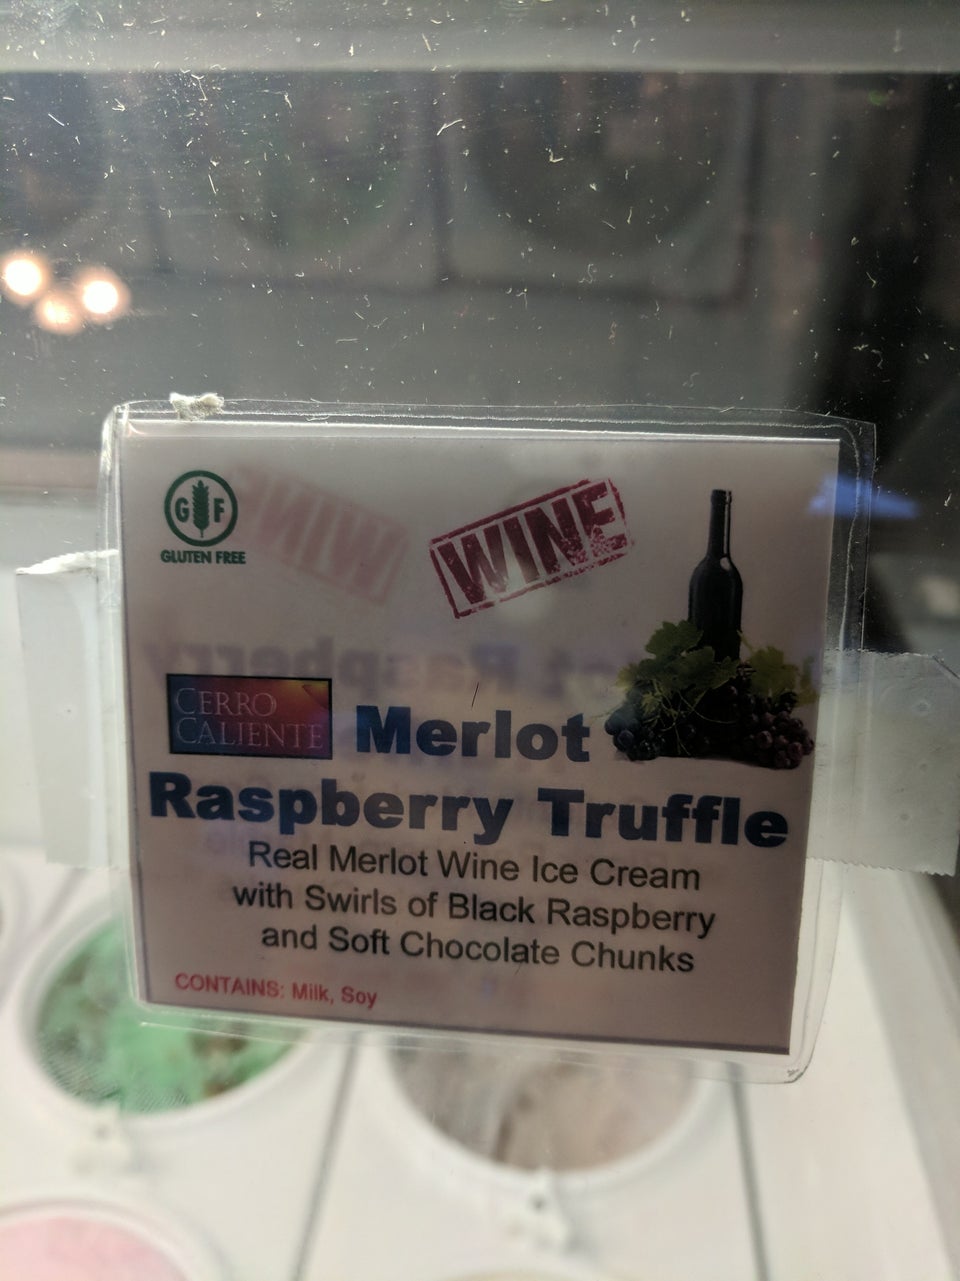 WINE
G F
GLUTEN FREE
CERRO
CALIENTE
Merlot
Raspberry Truffle
Real Merlot Wine Ice Cream
with Swirls of Black Raspberry
and Soft Chocolate Chunks
CONTAINS: Milk, Soy